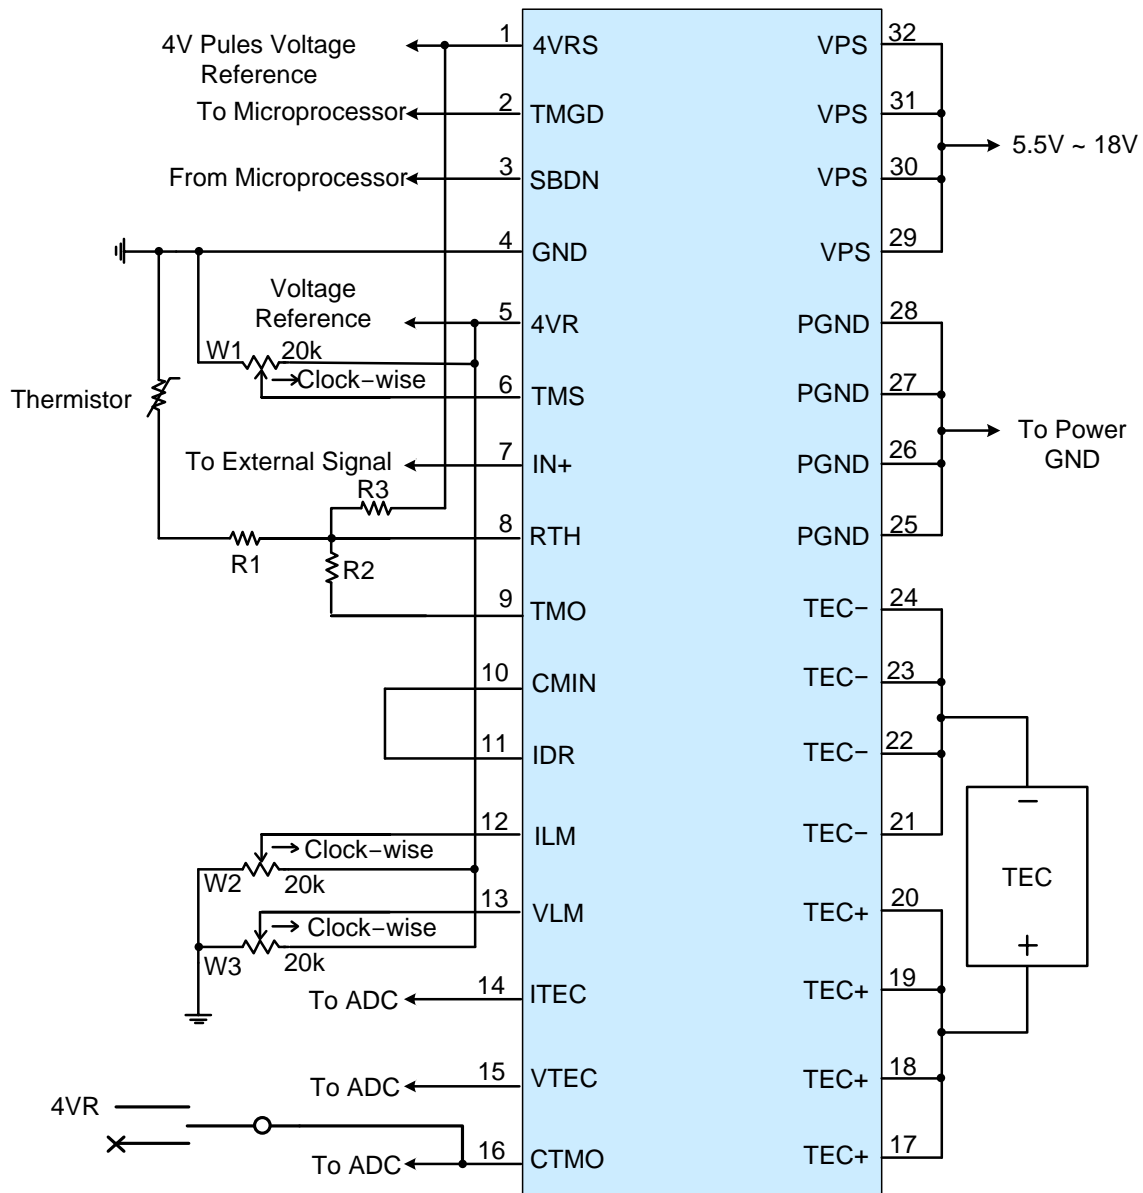 4V Pules Voltage
Reference
1
4VRS
VPS
32
To Microprocessor
2
TMGD
VPS
31
5.5V ~ 18V
From Microprocessor
3
SBDN
VPS
30
4
GND
VPS
29
Voltage
Reference
5
4VR
PGND
28
W1
20k
Clock−wise
6
TMS
PGND
27
Thermistor
To Power
GND
To External Signal
7
IN+
PGND
26
R3
8
RTH
PGND
25
R1
R2
9
TMO
TEC−
24
10
CMIN
TEC−
23
11
IDR
TEC−
22
12
ILM
TEC−
21
Clock−wise
W2
20k
−
TEC
+
13
VLM
TEC+
20
Clock−wise
W3
20k
To ADC
14
ITEC
TEC+
19
To ADC
15
VTEC
TEC+
18
4VR
To ADC
16
CTMO
TEC+
17